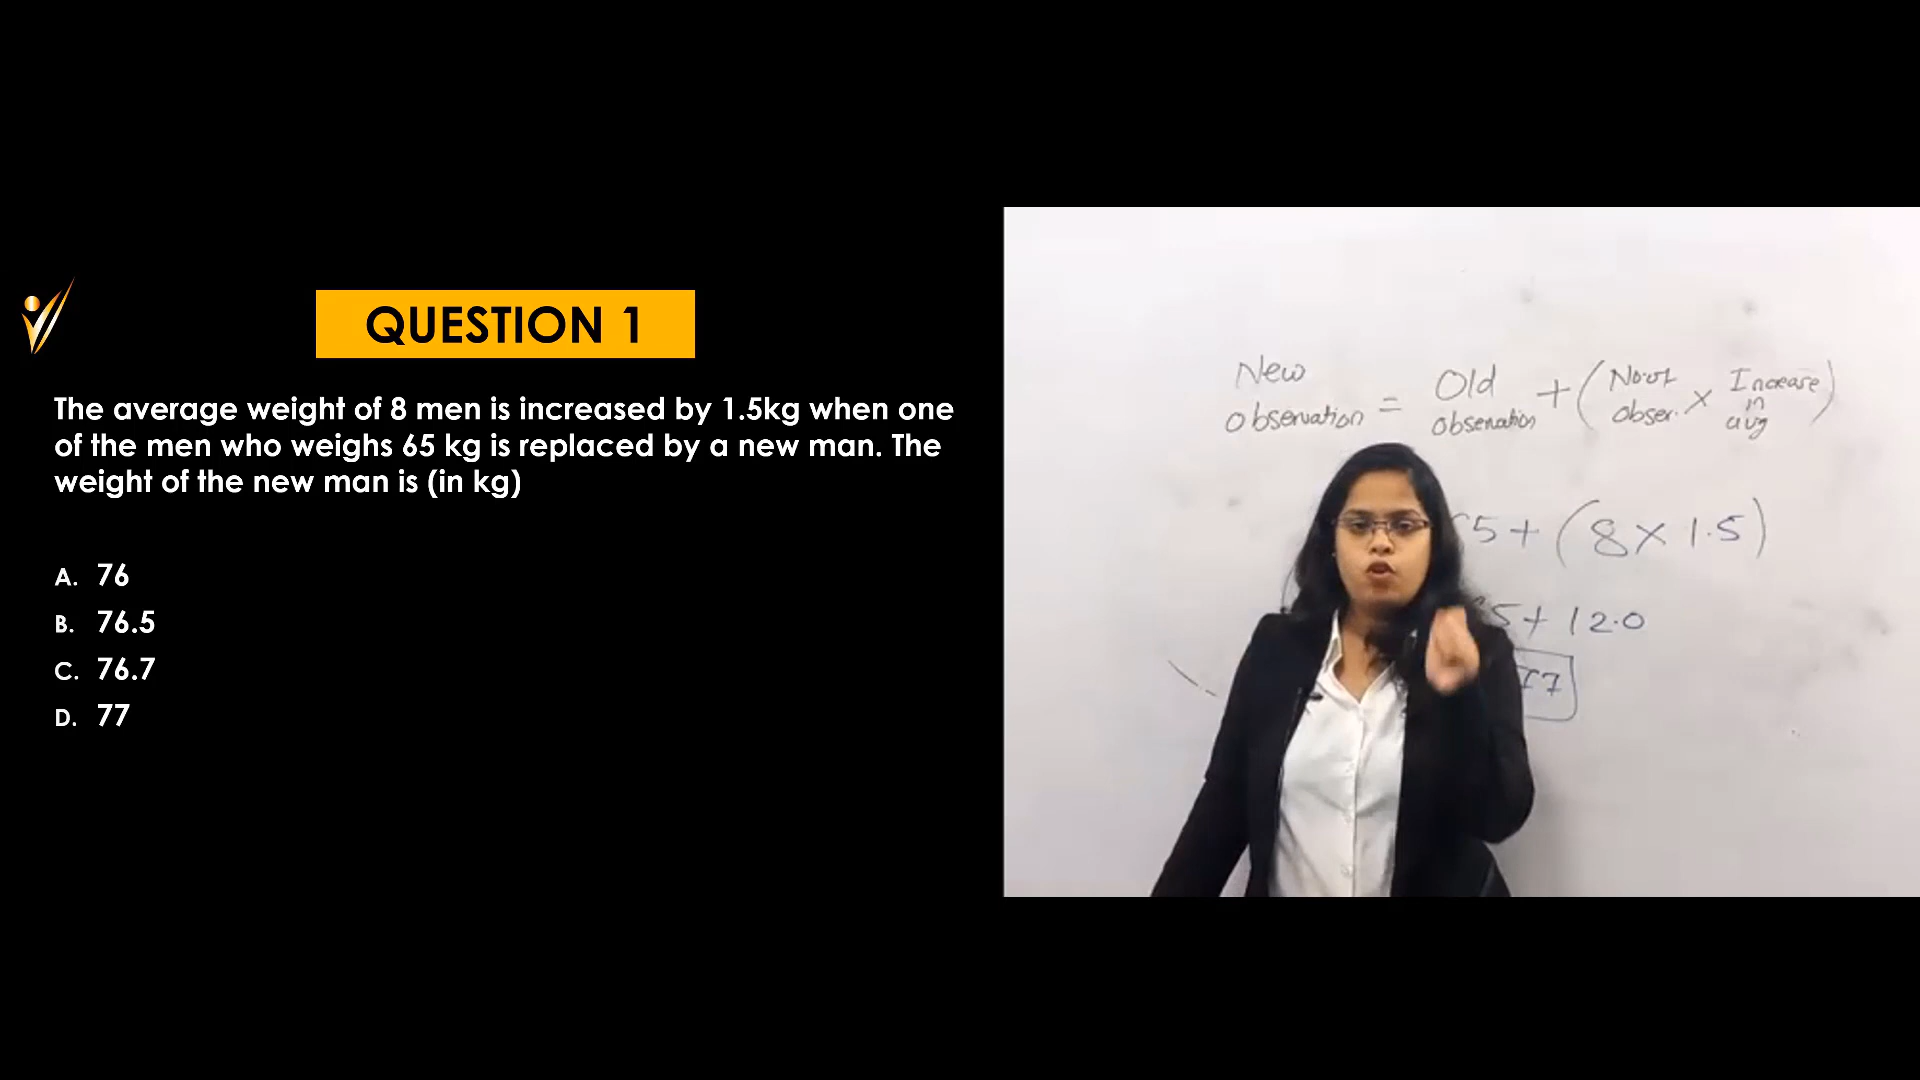 QUESTION 1
The average weight of 8 men is increased by 1.5kg when one
of the men who weighs 65 kg is replaced by a new man. The
weight of the new man is (in kg)
A. 76
B. 76.5
C. 76.7
D. 77
New
observation = Old
observation + (No. of
obser. × Increase
in
avg)
5 + (8 × 1.5)
5 + 12.0